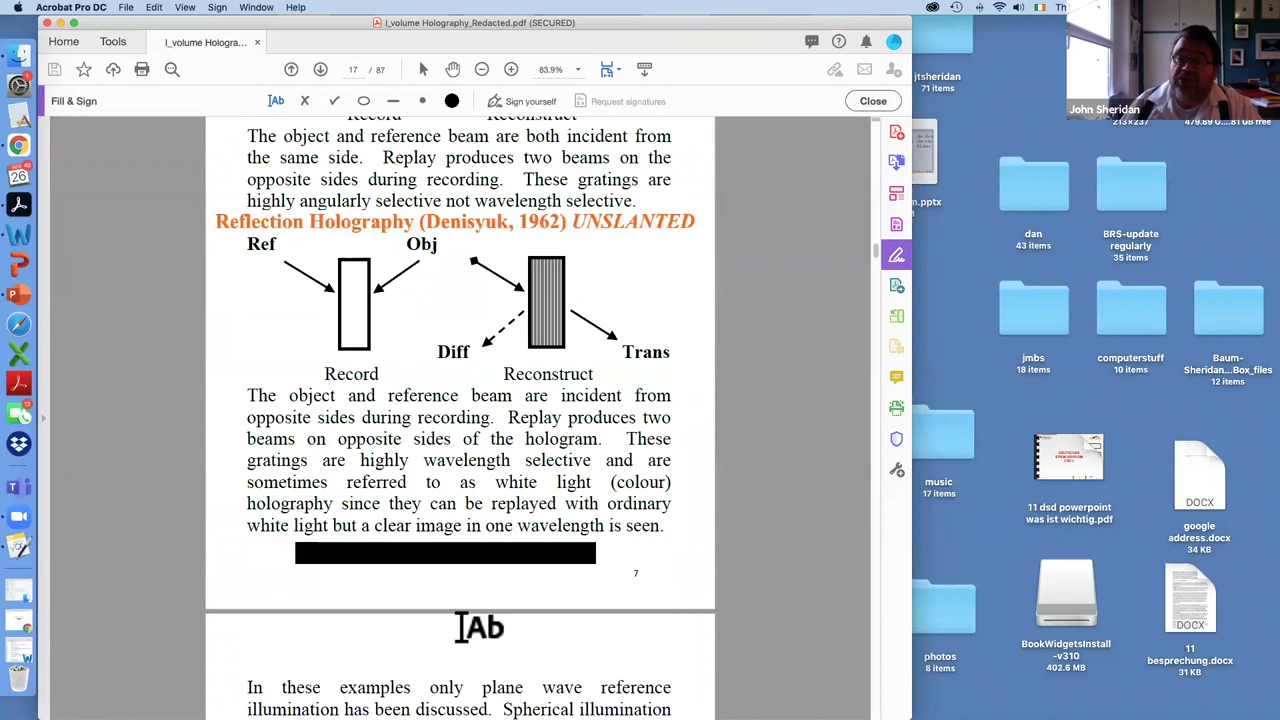 Acrobat Pro DC File Edit View Sign Window Help
I_volume Holography_Redacted.pdf (SECURED)
Home Tools I_volume Hologra... ×
17 / 87 83.9%
Fill & Sign Ab Sign yourself Request signatures Close
The object and reference beam are both incident from
the same side. Replay produces two beams on the
opposite sides during recording. These gratings are
highly angularly selective not wavelength selective.
Reflection Holography (Denisyuk, 1962) UNSLANTED
Ref Obj
Diff Trans
Record Reconstruct
The object and reference beam are incident from
opposite sides during recording. Replay produces two
beams on opposite sides of the hologram. These
gratings are highly wavelength selective and are
sometimes referred to as white light (colour)
holography since they can be replayed with ordinary
white light but a clear image in one wavelength is seen.
7
Ab
In these examples only plane wave reference
illumination has been discussed. Spherical illumination
John Sheridan
jtsheridan
71 items
m.pptx
dan
43 items
BRS-update
regularly
35 items
jmbs
18 items
computerstuff
10 items
Baum-
Sheridan...Box_files
12 items
music
17 items
11 dsd powerpoint
was ist wichtig.pdf
DOCX
google
address.docx
34 KB
photos
8 items
BookWidgetsInstall
-v310
402.6 MB
DOCX
11
besprechung.docx
31 KB